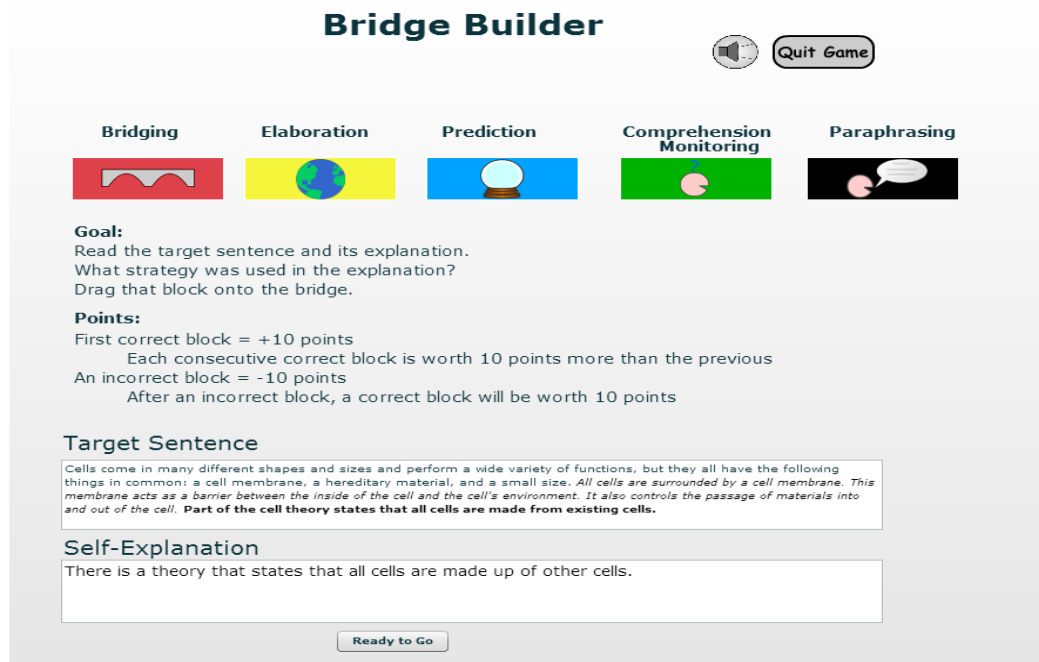 Bridge Builder
Quit Game
Bridging
Elaboration
Prediction
Comprehension
Monitoring
Paraphrasing
?
Goal:
Read the target sentence and its explanation.
What strategy was used in the explanation?
Drag that block onto the bridge.
Points:
First correct block = +10 points
Each consecutive correct block is worth 10 points more than the previous
An incorrect block = -10 points
After an incorrect block, a correct block will be worth 10 points
Target Sentence
Cells come in many different shapes and sizes and perform a wide variety of functions, but they all have the following
things in common: a cell membrane, a hereditary material, and a small size. All cells are surrounded by a cell membrane. This
membrane acts as a barrier between the inside of the cell and the cell's environment. It also controls the passage of materials into
and out of the cell. Part of the cell theory states that all cells are made from existing cells.
Self-Explanation
There is a theory that states that all cells are made up of other cells.
Ready to Go